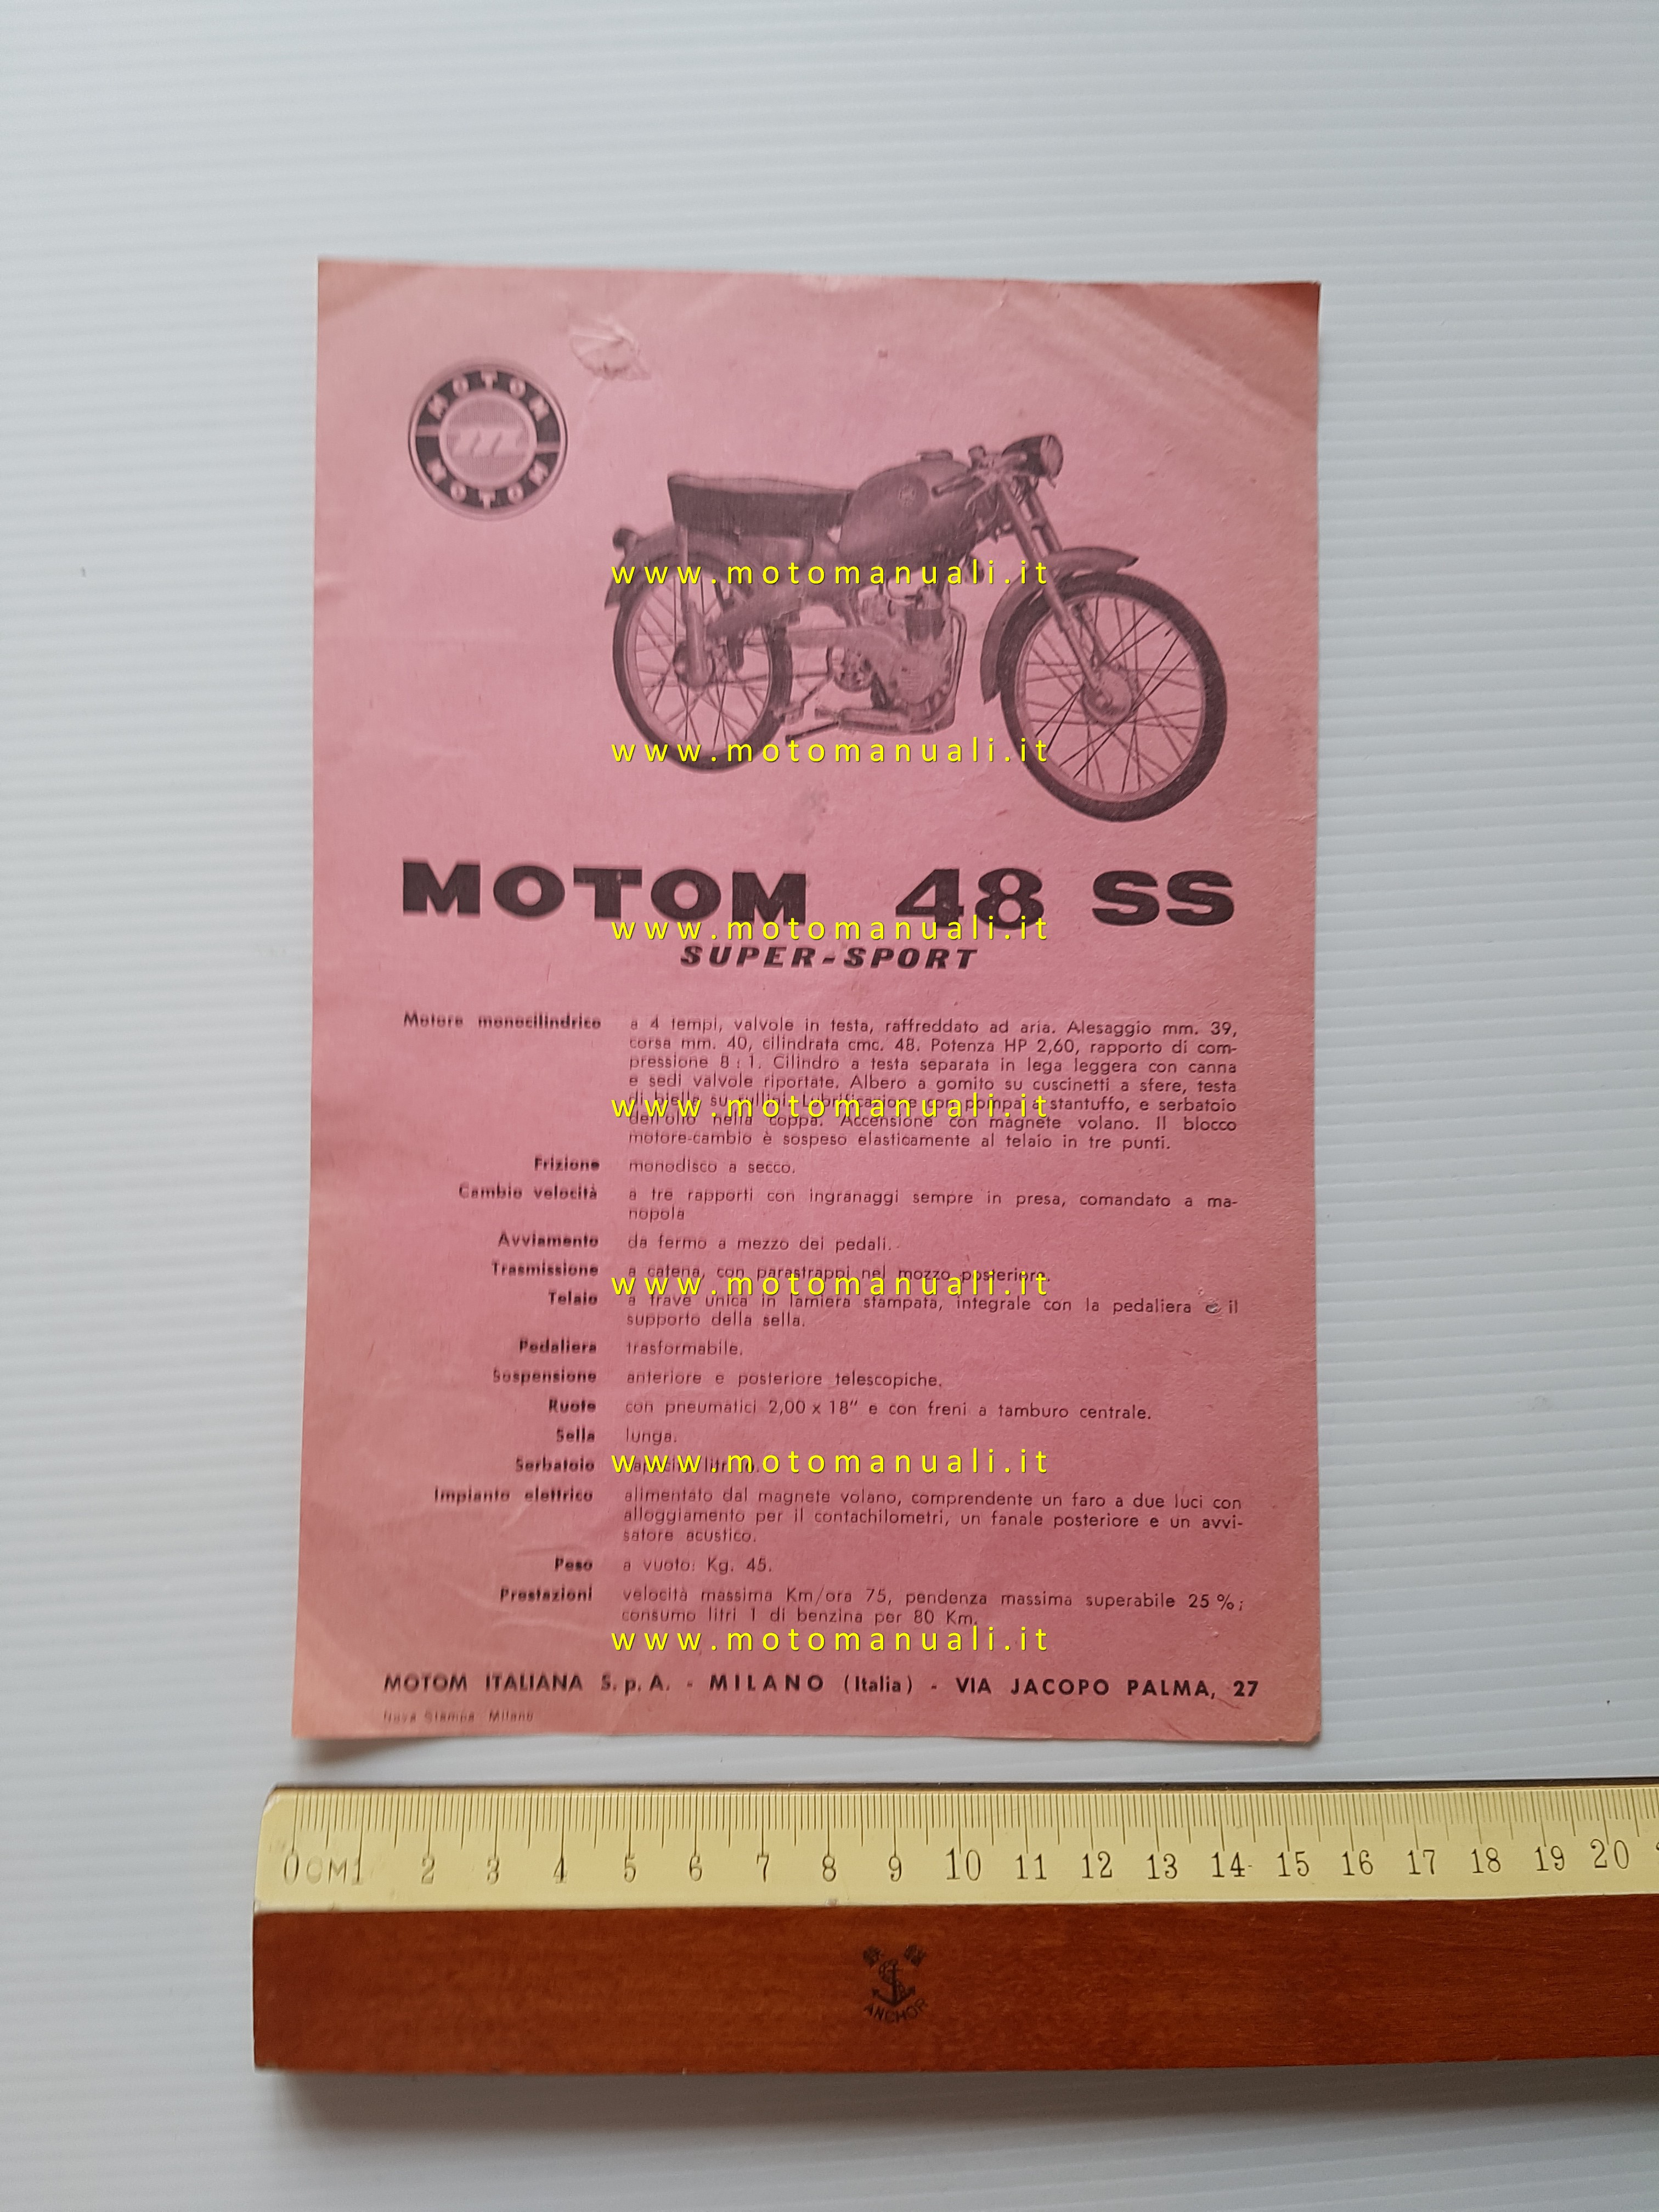 MOTOM
MOTOM
www.motomanuali.it
www.motomanuali.it
MOTOM 48 SS
www.motomanuali.it
SUPER-SPORT
Motore monocilindrico a 4 tempi, valvole in testa, raffreddato ad aria. Alesaggio mm. 39,
corsa mm. 40, cilindrata cmc. 48. Potenza HP 2,60, rapporto di com-
pressione 8 : 1. Cilindro a testa separata in lega leggera con canna
e sedi valvole riportate. Albero a gomito su cuscinetti a sfere, testa
di biella su rullini. Lubrificazione con pompa a stantuffo, e serbatoio
www.motomanuali.it
dell'olio nella coppa. Accensione con magnete volano. Il blocco
motore-cambio è sospeso elasticamente al telaio in tre punti.
Frizione monodisco a secco.
Cambio velocità a tre rapporti con ingranaggi sempre in presa, comandato a ma-
nopola
Avviamento da fermo a mezzo dei pedali.
Trasmissione a catena, con parastrappi nel mozzo posteriore.
www.motomanuali.it
Telaio a trave unica in lamiera stampata, integrale con la pedaliera e il
supporto della sella.
Pedaliera trasformabile.
Sospensione anteriore e posteriore telescopiche.
Ruote con pneumatici 2,00 x 18" e con freni a tamburo centrale.
Sella lunga.
Serbatoio
www.motomanuali.it
Impianto elettrico alimentato dal magnete volano, comprendente un faro a due luci con
alloggiamento per il contachilometri, un fanale posteriore e un avvi-
satore acustico.
Peso a vuoto: Kg. 45.
Prestazioni velocità massima Km/ora 75, pendenza massima superabile 25 %;
consumo litri 1 di benzina per 80 Km.
www.motomanuali.it
MOTOM ITALIANA S. p. A. - MILANO (Italia) - VIA JACOPO PALMA, 27
Nova Stampa Milano
0 CM 1 2 3 4 5 6 7 8 9 10 11 12 13 14 15 16 17 18 19 20
ANCHOR